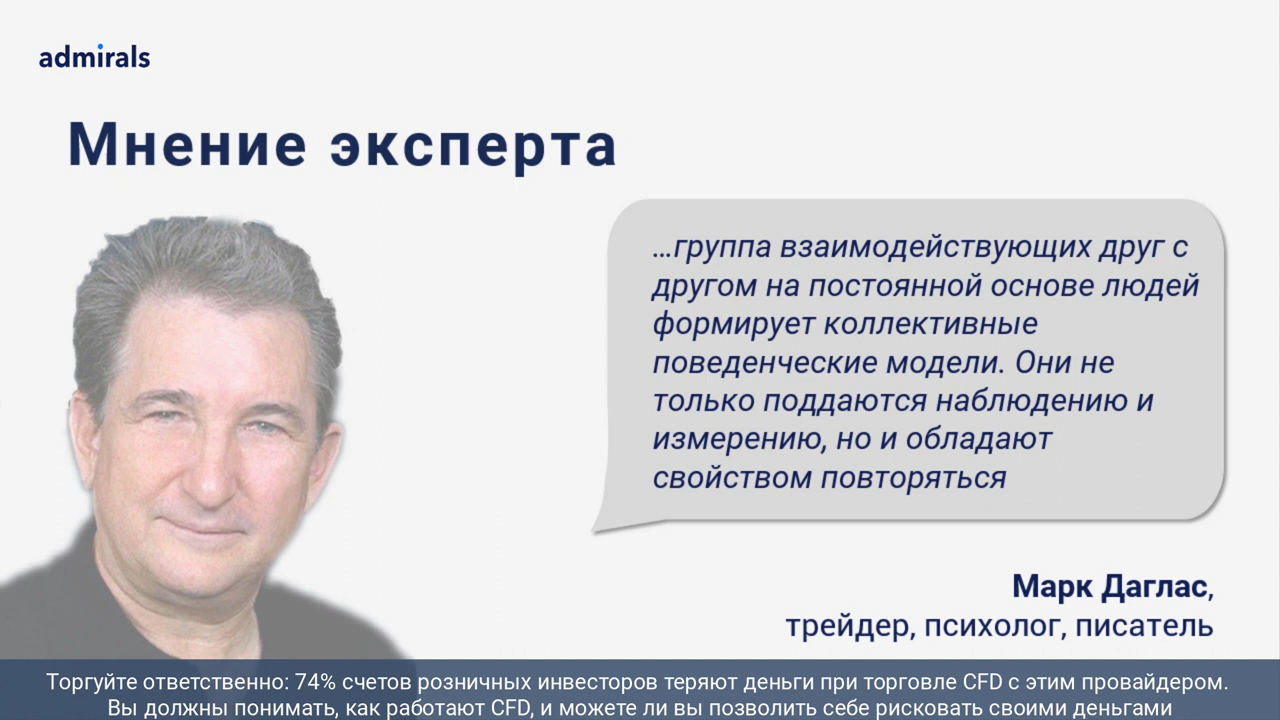 admirals
Мнение эксперта
…группа взаимодействующих друг с
другом на постоянной основе людей
формирует коллективные
поведенческие модели. Они не
только поддаются наблюдению и
измерению, но и обладают
свойством повторяться
Марк Даглас,
трейдер, психолог, писатель
Торгуйте ответственно: 74% счетов розничных инвесторов теряют деньги при торговле CFD с этим провайдером.
Вы должны понимать, как работают CFD, и можете ли вы позволить себе рисковать своими деньгами